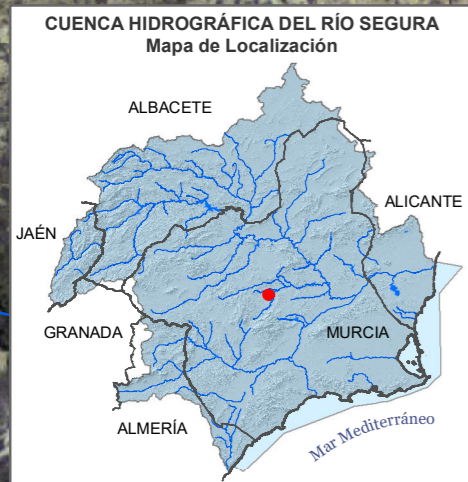 CUENCA HIDROGRÁFICA DEL RÍO SEGURA
Mapa de Localización
ALBACETE
ALICANTE
JAÉN
GRANADA
MURCIA
ALMERÍA
Mar Mediterráneo